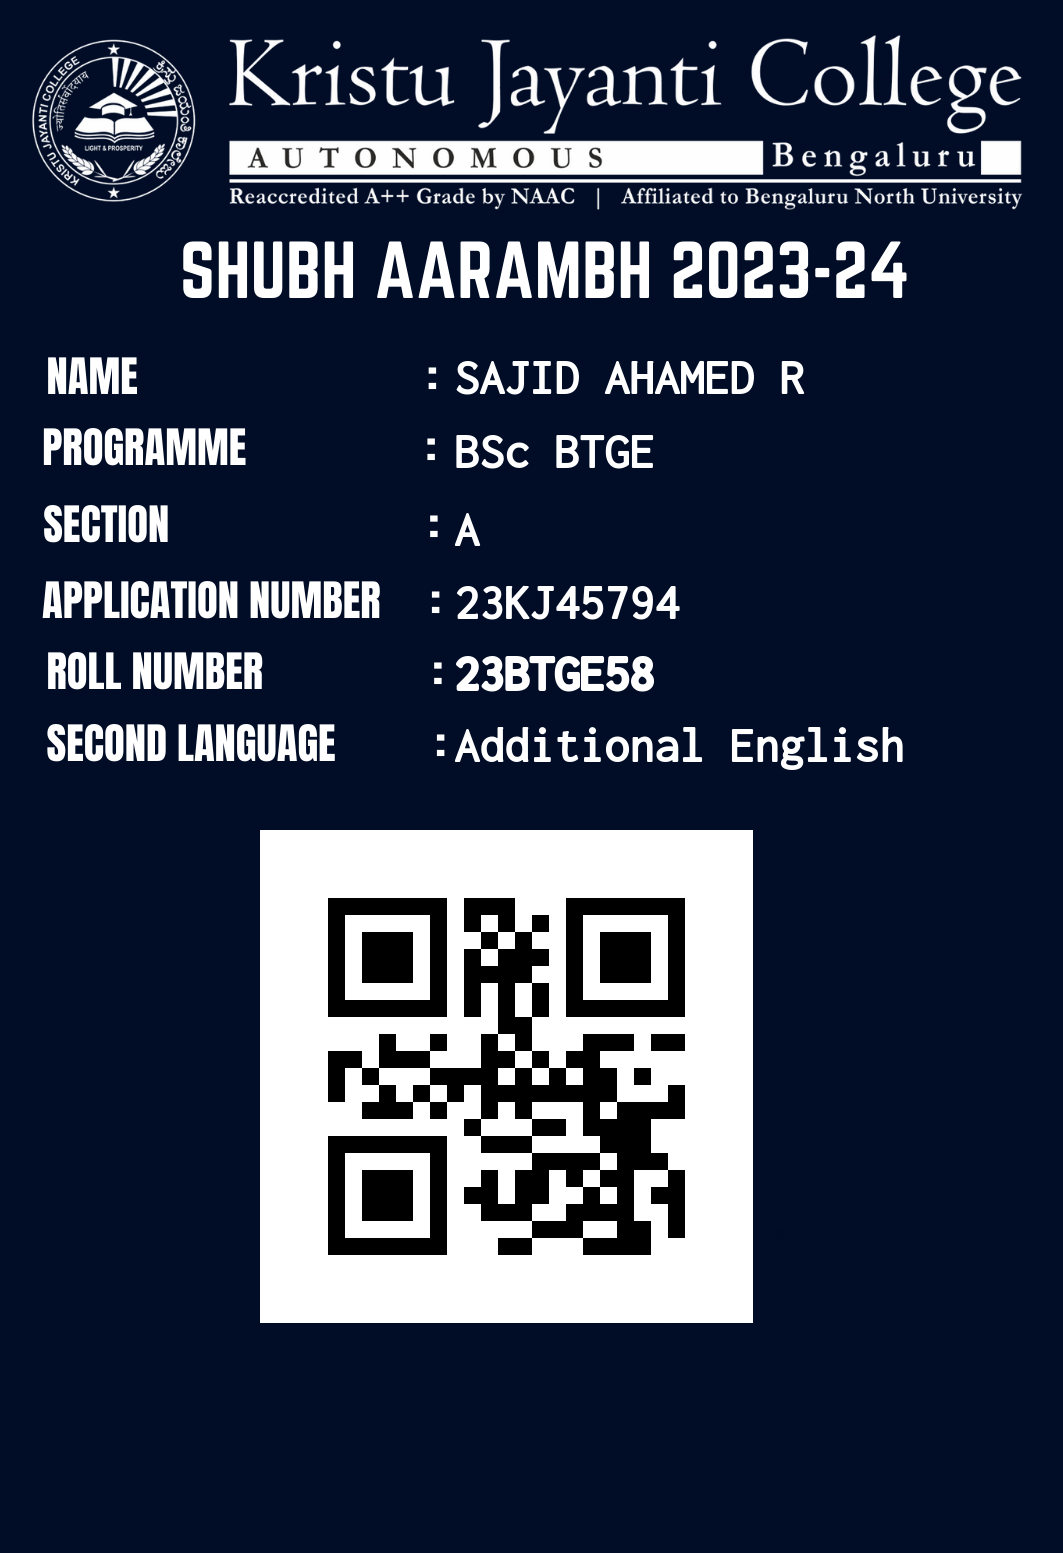 Kristu Jayanti College
AUTONOMOUS Bengaluru
Reaccredited A++ Grade by NAAC | Affiliated to Bengaluru North University
KRISTU JAYANTI COLLEGE
LIGHT & PROSPERITY
SHUBH AARAMBH 2023-24
NAME : SAJID AHAMED R
PROGRAMME : BSc BTGE
SECTION : A
APPLICATION NUMBER : 23KJ45794
ROLL NUMBER : 23BTGE58
SECOND LANGUAGE : Additional English